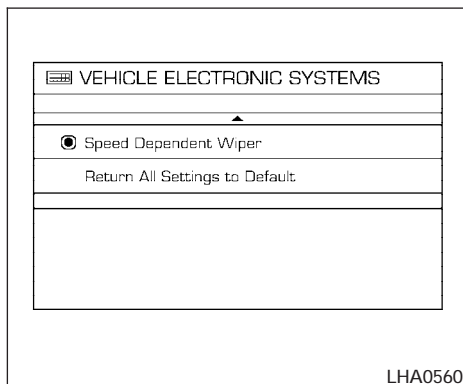 VEHICLE ELECTRONIC SYSTEMS
Speed Dependent Wiper
Return All Settings to Default
LHA0560